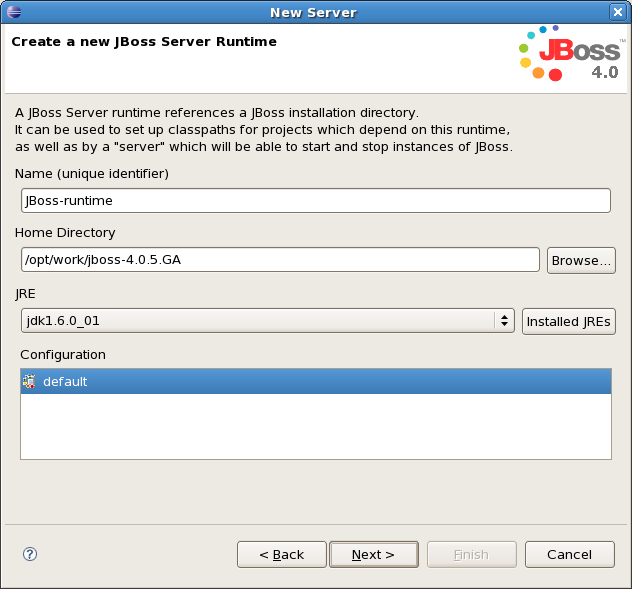 New Server
Create a new JBoss Server Runtime
JBoss™
4.0
A JBoss Server runtime references a JBoss installation directory.
It can be used to set up classpaths for projects which depend on this runtime,
as well as by a "server" which will be able to start and stop instances of JBoss.
Name (unique identifier)
JBoss-runtime
Home Directory
/opt/work/jboss-4.0.5.GA
Browse...
JRE
jdk1.6.0_01
Installed JREs
Configuration
default
?
< Back
Next >
Finish
Cancel